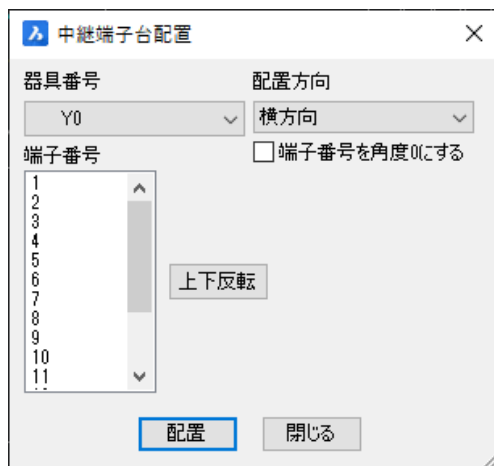 中継端子台配置
器具番号
配置方向
Y0
横方向
端子番号
端子番号を角度0にする
1
2
3
4
5
6
7
8
9
10
11
上下反転
配置
閉じる